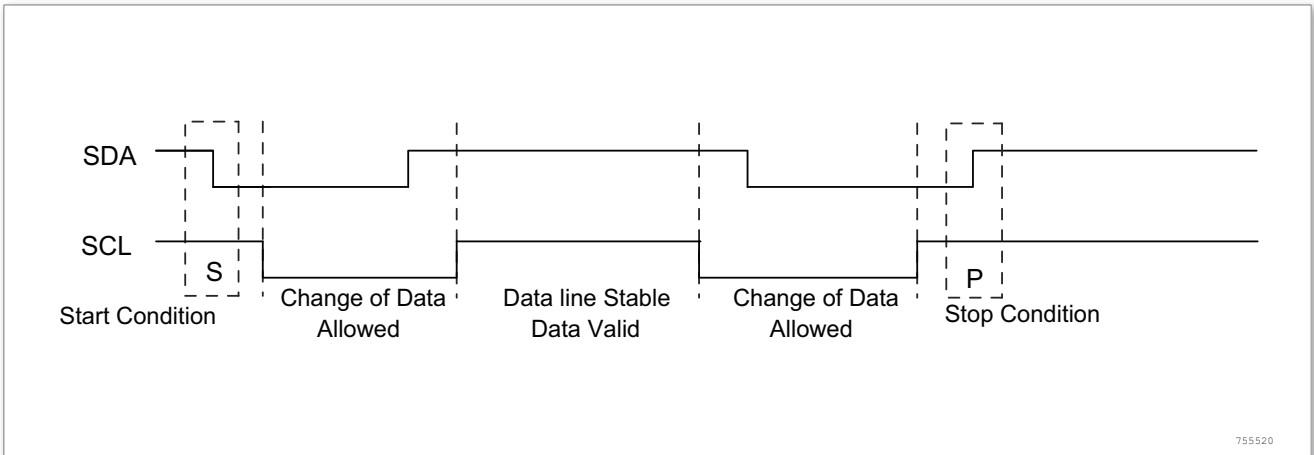 SDA
SCL
S
P
Start Condition
Change of Data
Allowed
Data line Stable
Data Valid
Change of Data
Allowed
Stop Condition
755520